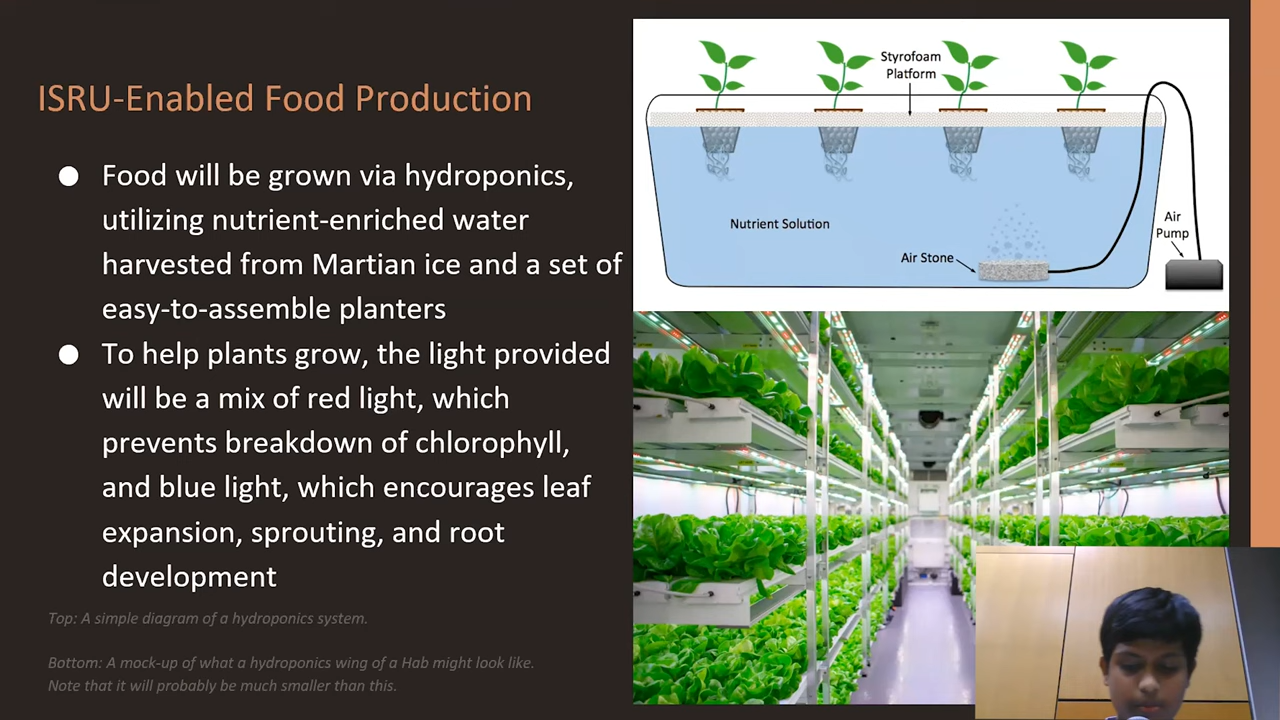 ISRU-Enabled Food Production
● Food will be grown via hydroponics,
utilizing nutrient-enriched water
harvested from Martian ice and a set of
easy-to-assemble planters
● To help plants grow, the light provided
will be a mix of red light, which
prevents breakdown of chlorophyll,
and blue light, which encourages leaf
expansion, sprouting, and root
development
Top: A simple diagram of a hydroponics system.
Bottom: A mock-up of what a hydroponics wing of a Hab might look like.
Note that it will probably be much smaller than this.
Styrofoam
Platform
Nutrient Solution
Air Stone
Air
Pump